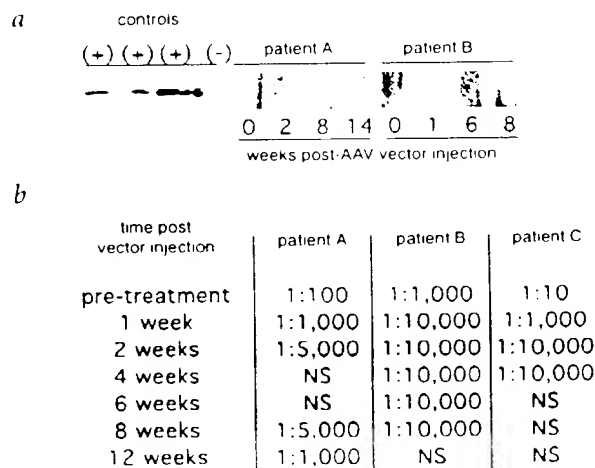 a
controls
(+) (+) (+) (-)
patient A
patient B
0 2 8 14
0 1 6 8
weeks post-AAV vector injection
b
time post
vector injection
patient A
patient B
patient C
pre-treatment 1:100 1:1,000 1:10
1 week 1:1,000 1:10,000 1:1,000
2 weeks 1:5,000 1:10,000 1:10,000
4 weeks NS 1:10,000 1:10,000
6 weeks NS 1:10,000 NS
8 weeks 1:5,000 1:10,000 NS
12 weeks 1:1,000 NS NS